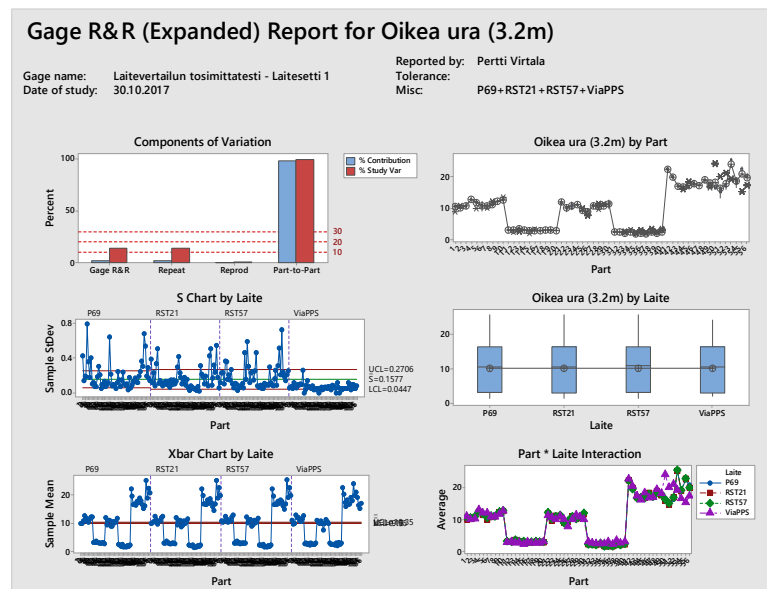 Gage R&R (Expanded) Report for Oikea ura (3.2m)
Reported by: Pertti Virtala
Gage name: Laitevertailun tosimittatesti - Laitesetti 1
Tolerance:
Date of study: 30.10.2017
Misc: P69+RST21+RST57+ViaPPS
Components of Variation
100
50
0
Percent
30
20
10
Gage R&R Repeat Reprod Part-to-Part
% Contribution
% Study Var
Oikea ura (3.2m) by Part
20
10
0
Part
S Chart by Laite
P69 RST21 RST57 ViaPPS
0.8
0.4
0.0
Sample StDev
UCL=0.2706
S=0.1577
LCL=0.0447
Part
Oikea ura (3.2m) by Laite
20
10
0
P69 RST21 RST57 ViaPPS
Laite
Xbar Chart by Laite
P69 RST21 RST57 ViaPPS
20
10
0
Sample Mean
Part
Part * Laite Interaction
20
10
0
Average
Part
Laite
P69
RST21
RST57
ViaPPS